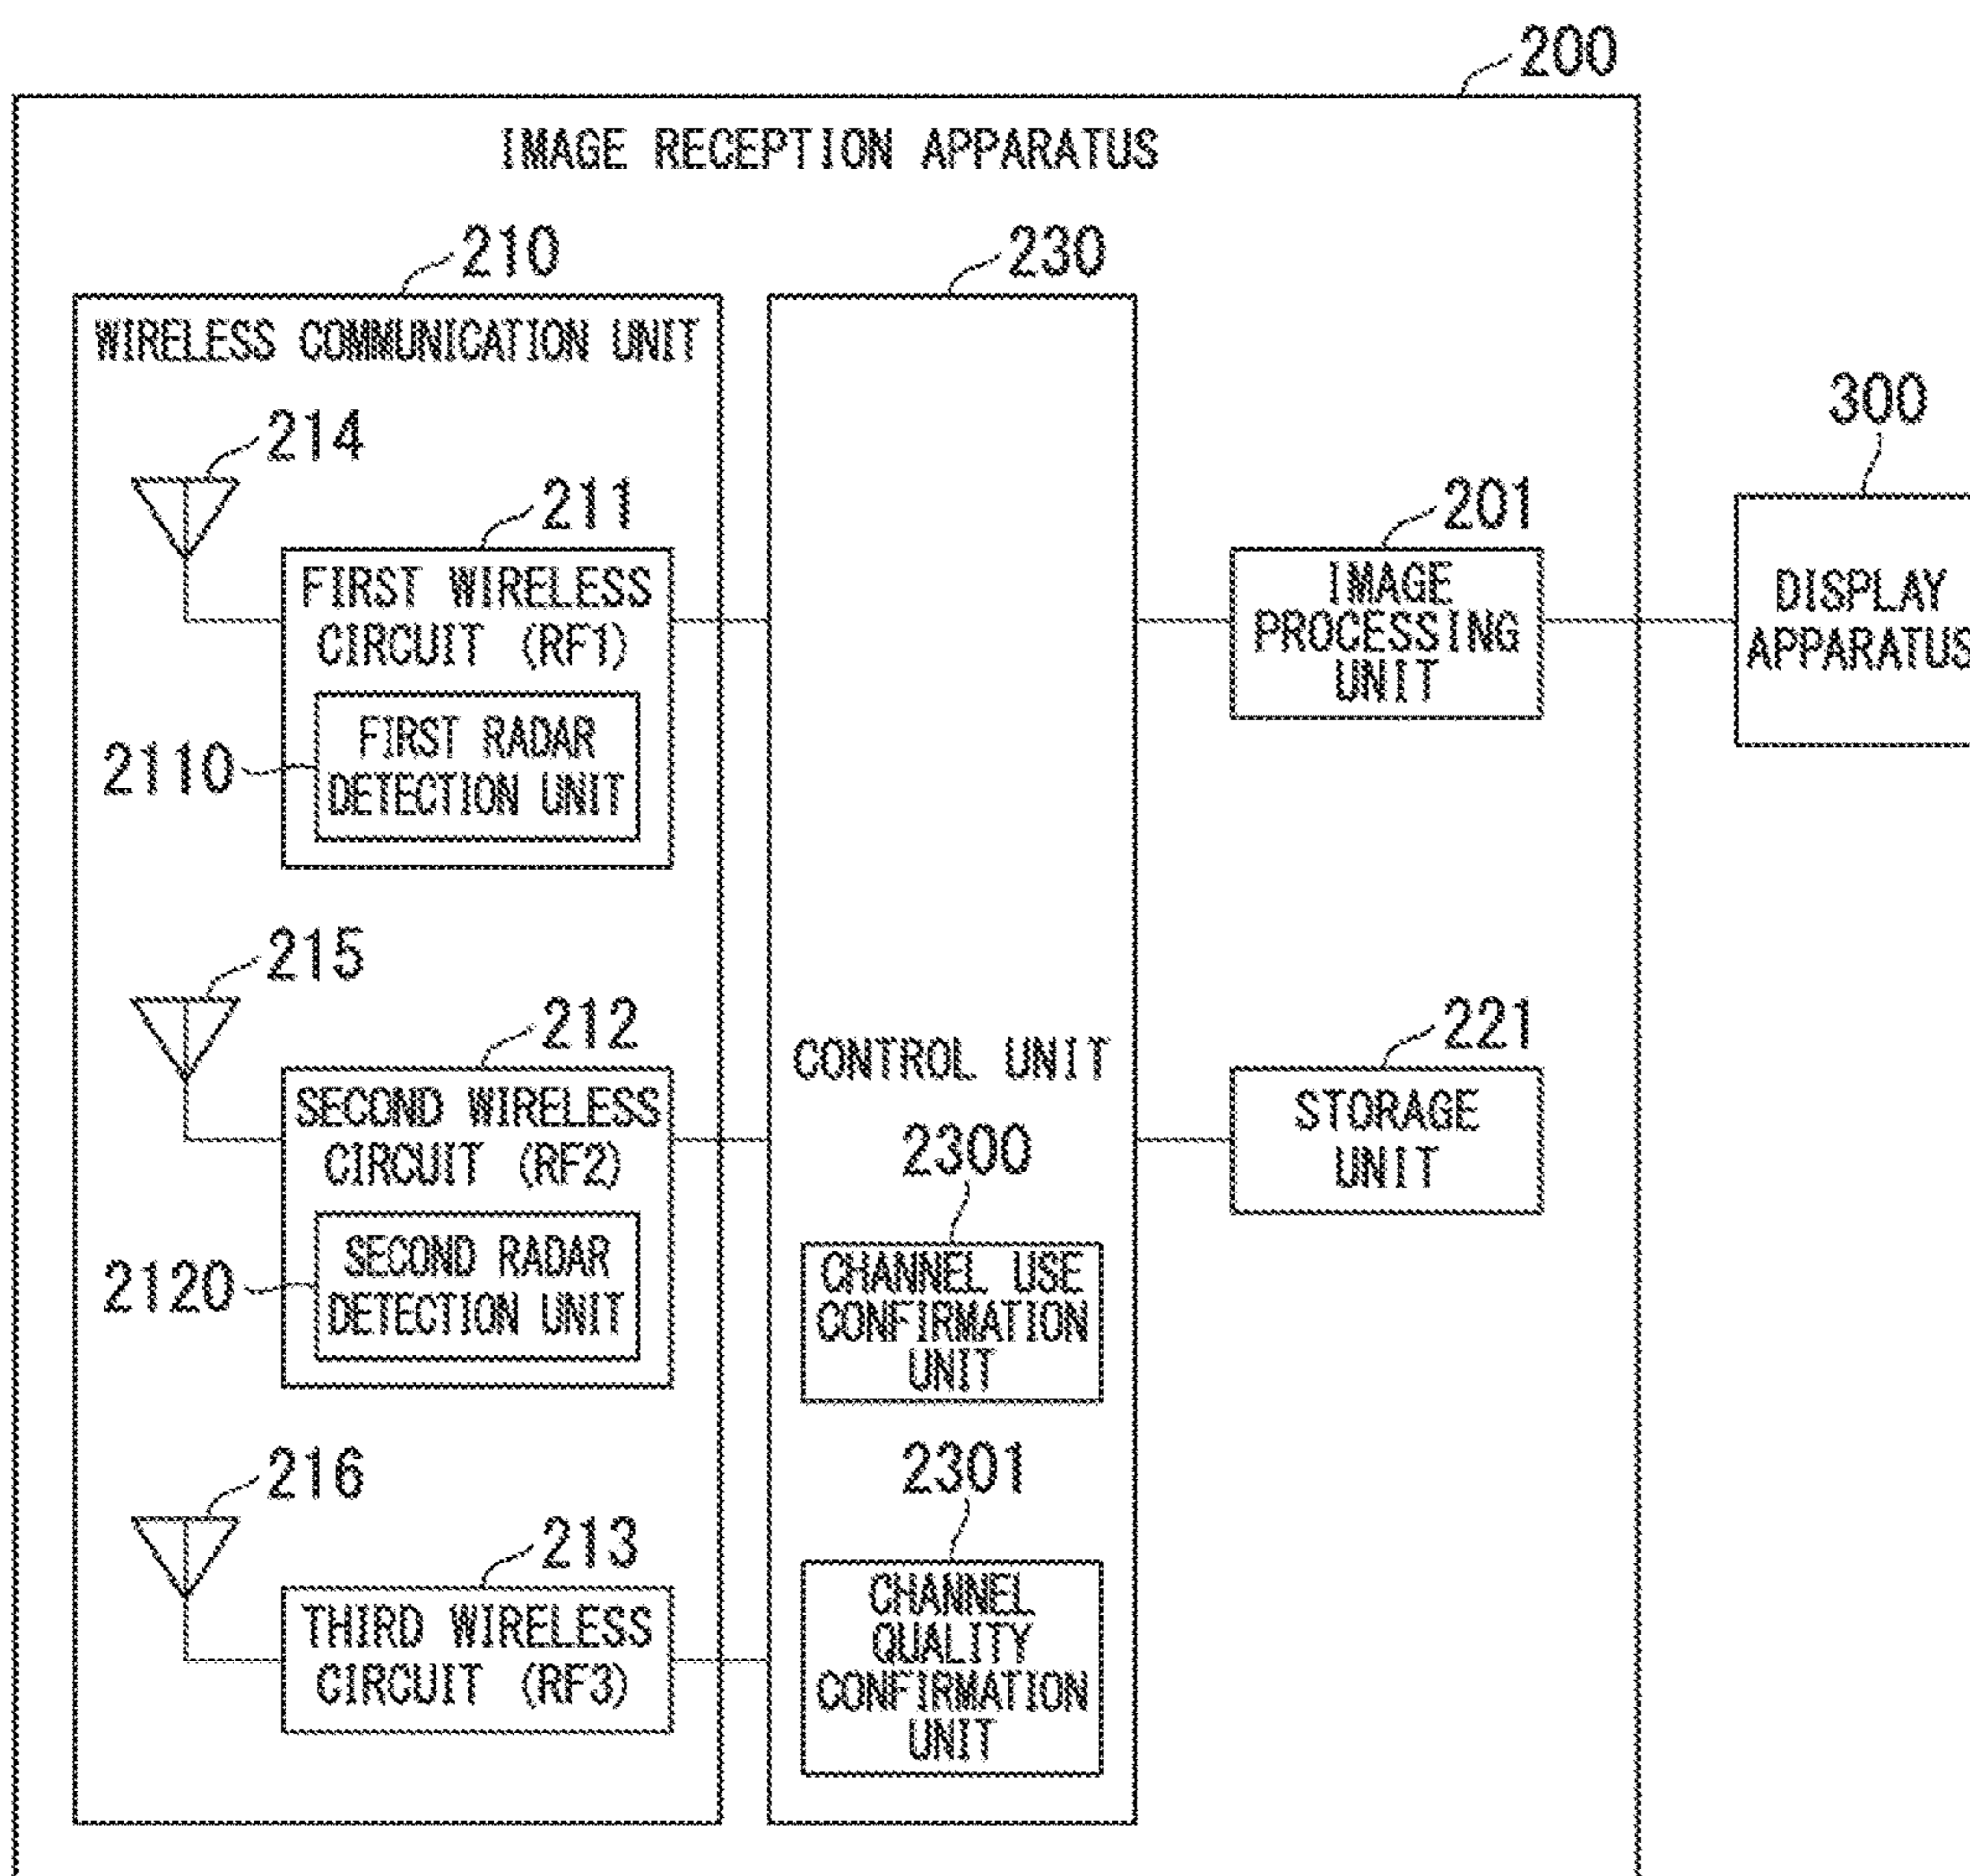 200
IMAGE RECEPTION APPARATUS
210
230
WIRELESS COMMUNICATION UNIT
300
214
211
201
FIRST WIRELESS
CIRCUIT (RF1)
IMAGE
PROCESSING
UNIT
DISPLAY
APPARATUS
2110
FIRST RADAR
DETECTION UNIT
215
212
221
CONTROL UNIT
SECOND WIRELESS
CIRCUIT (RF2)
STORAGE
UNIT
2300
2120
SECOND RADAR
DETECTION UNIT
CHANNEL USE
CONFIRMATION
UNIT
216
2301
213
THIRD WIRELESS
CIRCUIT (RF3)
CHANNEL
QUALITY
CONFIRMATION
UNIT